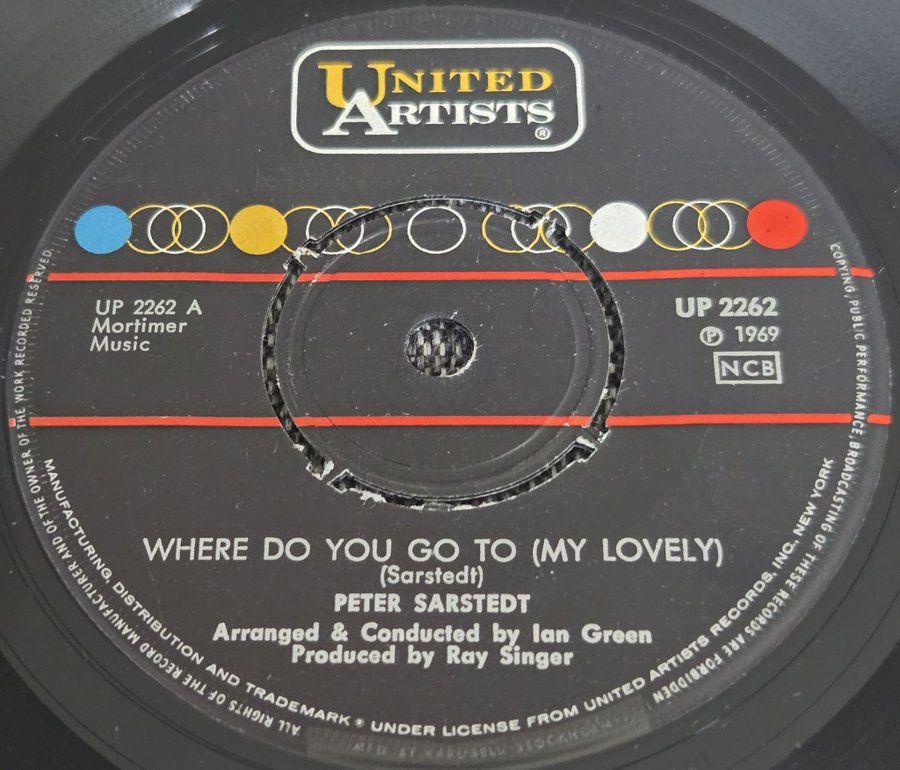 UNITED
ARTISTS
®
UP 2262 A
Mortimer
Music
UP 2262
Ⓟ 1969
NCB
WHERE DO YOU GO TO (MY LOVELY)
(Sarstedt)
PETER SARSTEDT
Arranged & Conducted by Ian Green
Produced by Ray Singer
MANUFACTURING, DISTRIBUTION AND TRADEMARK ® UNDER LICENSE FROM UNITED ARTISTS RECORDS, INC. NEW YORK
ALL RIGHTS OF THE RECORD MANUFACTURER AND OF THE OWNER OF THE WORK RECORDED RESERVED.
COPYING, PUBLIC PERFORMANCE, BROADCASTING OF THESE RECORDS ARE FORBIDDEN